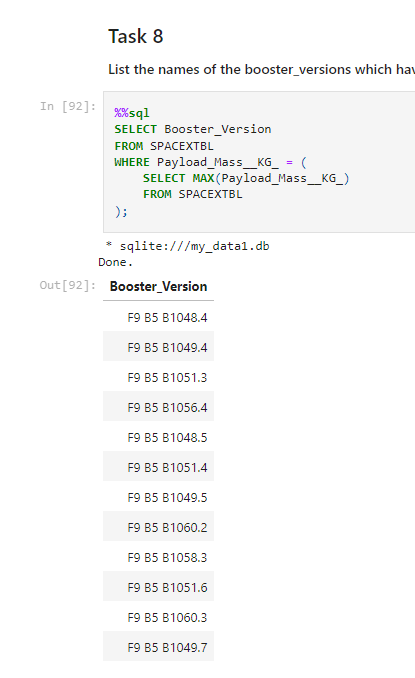 Task 8
List the names of the booster_versions which hav
In [92]:
%%sql
SELECT Booster_Version
FROM SPACEXTBL
WHERE Payload_Mass__KG_ = (
    SELECT MAX(Payload_Mass__KG_)
    FROM SPACEXTBL
);
* sqlite:///my_data1.db
Done.
Out[92]:
Booster_Version
F9 B5 B1048.4
F9 B5 B1049.4
F9 B5 B1051.3
F9 B5 B1056.4
F9 B5 B1048.5
F9 B5 B1051.4
F9 B5 B1049.5
F9 B5 B1060.2
F9 B5 B1058.3
F9 B5 B1051.6
F9 B5 B1060.3
F9 B5 B1049.7